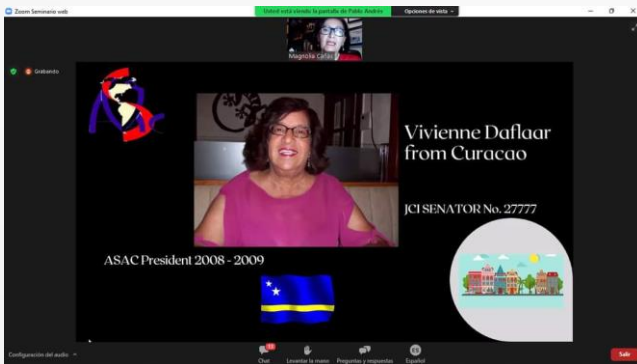 Zoom Seminario web
Usted está viendo la pantalla de Pablo Andrés
Opciones de vista
Magnolia Cañas
Grabando
Vivienne Daflaar
from Curacao
JCI SENATOR No. 27777
ASAC President 2008 - 2009
Configuración del audio
Chat
Levantar la mano
Preguntas y respuestas
ES
Español
Salir